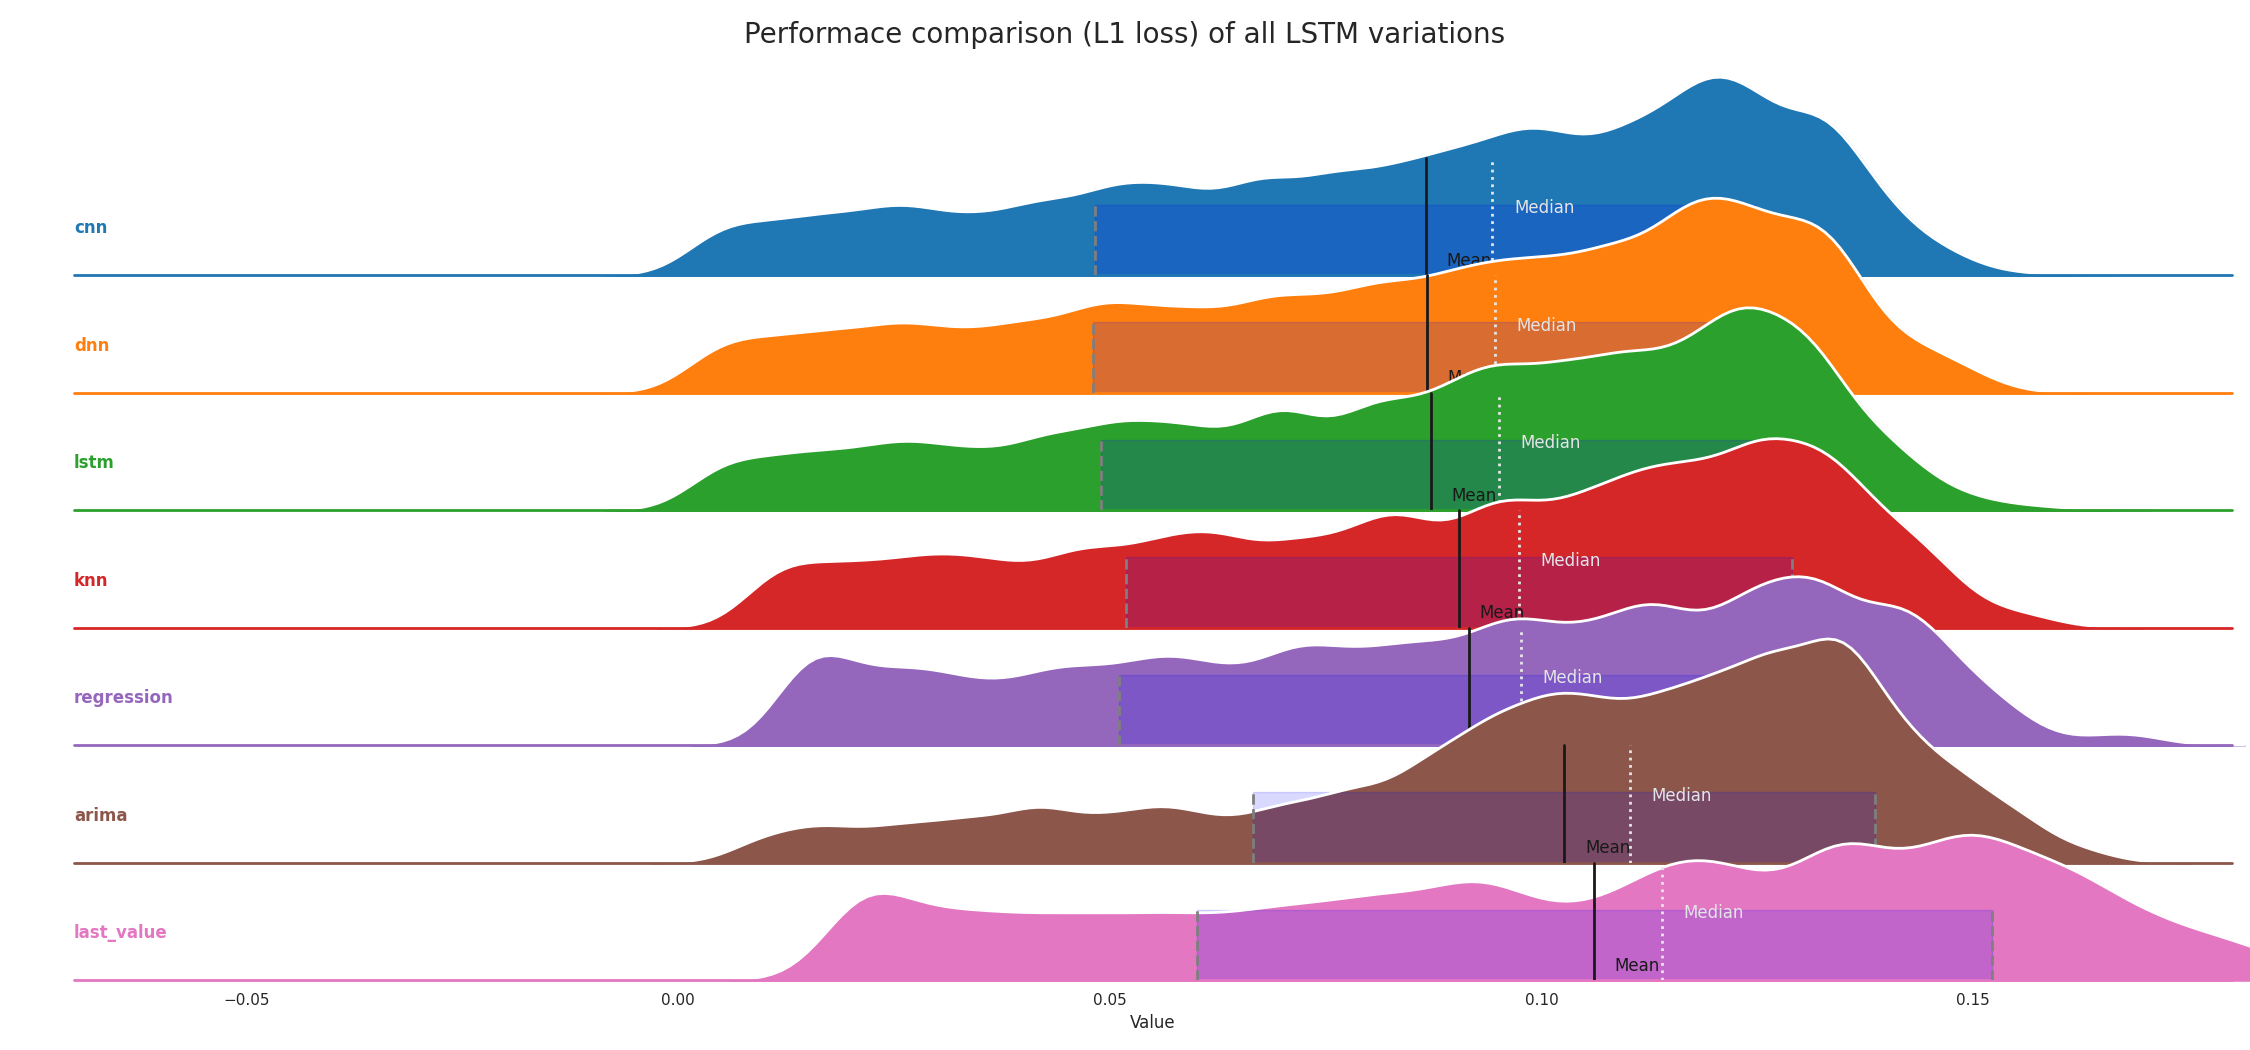 Performace comparison (L1 loss) of all LSTM variations
cnn
Median
Mean
dnn
Median
lstm
Median
Mean
knn
Median
Mean
regression
Median
arima
Median
Mean
last_value
Median
Mean
−0.05 0.00 0.05 0.10 0.15
Value